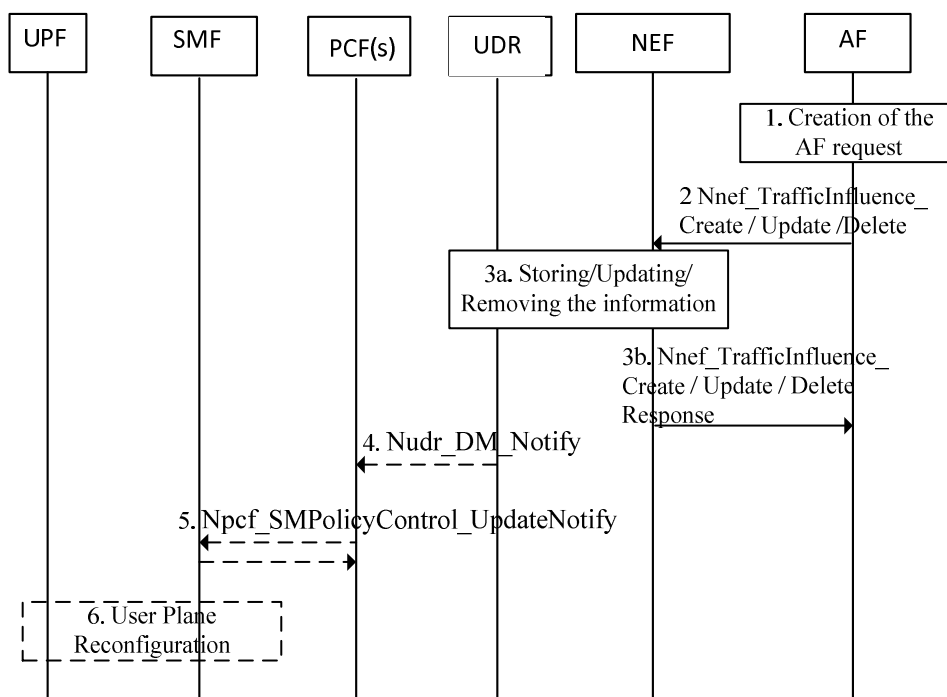 UPF
SMF
PCF(s)
UDR
NEF
AF
1. Creation of the
AF request
2 Nnef_TrafficInfluence_
Create / Update /Delete
3a. Storing/Updating/
Removing the information
3b. Nnef_TrafficInfluence_
Create / Update / Delete
Response
4. Nudr_DM_Notify
5. Npcf_SMPolicyControl_UpdateNotify
6. User Plane
Reconfiguration